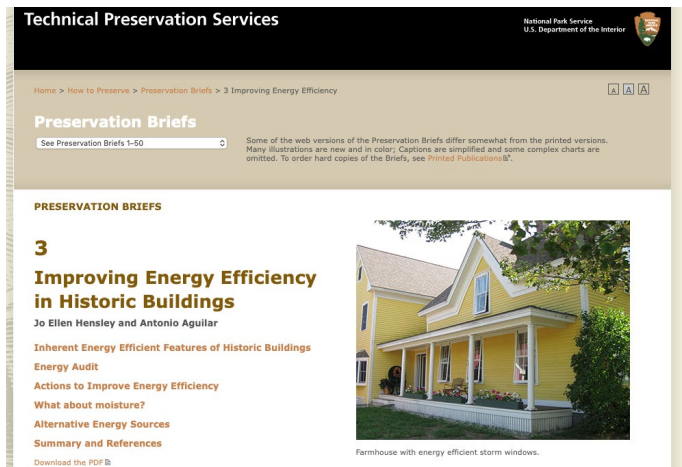 Technical Preservation Services
National Park Service
U.S. Department of the Interior
Home > How to Preserve > Preservation Briefs > 3 Improving Energy Efficiency
A A A
Preservation Briefs
See Preservation Briefs 1–50
Some of the web versions of the Preservation Briefs differ somewhat from the printed versions.
Many illustrations are new and in color; Captions are simplified and some complex charts are
omitted. To order hard copies of the Briefs, see Printed Publications.
PRESERVATION BRIEFS
3
Improving Energy Efficiency
in Historic Buildings
Jo Ellen Hensley and Antonio Aguilar
Inherent Energy Efficient Features of Historic Buildings
Energy Audit
Actions to Improve Energy Efficiency
What about moisture?
Alternative Energy Sources
Summary and References
Download the PDF
Farmhouse with energy efficient storm windows.